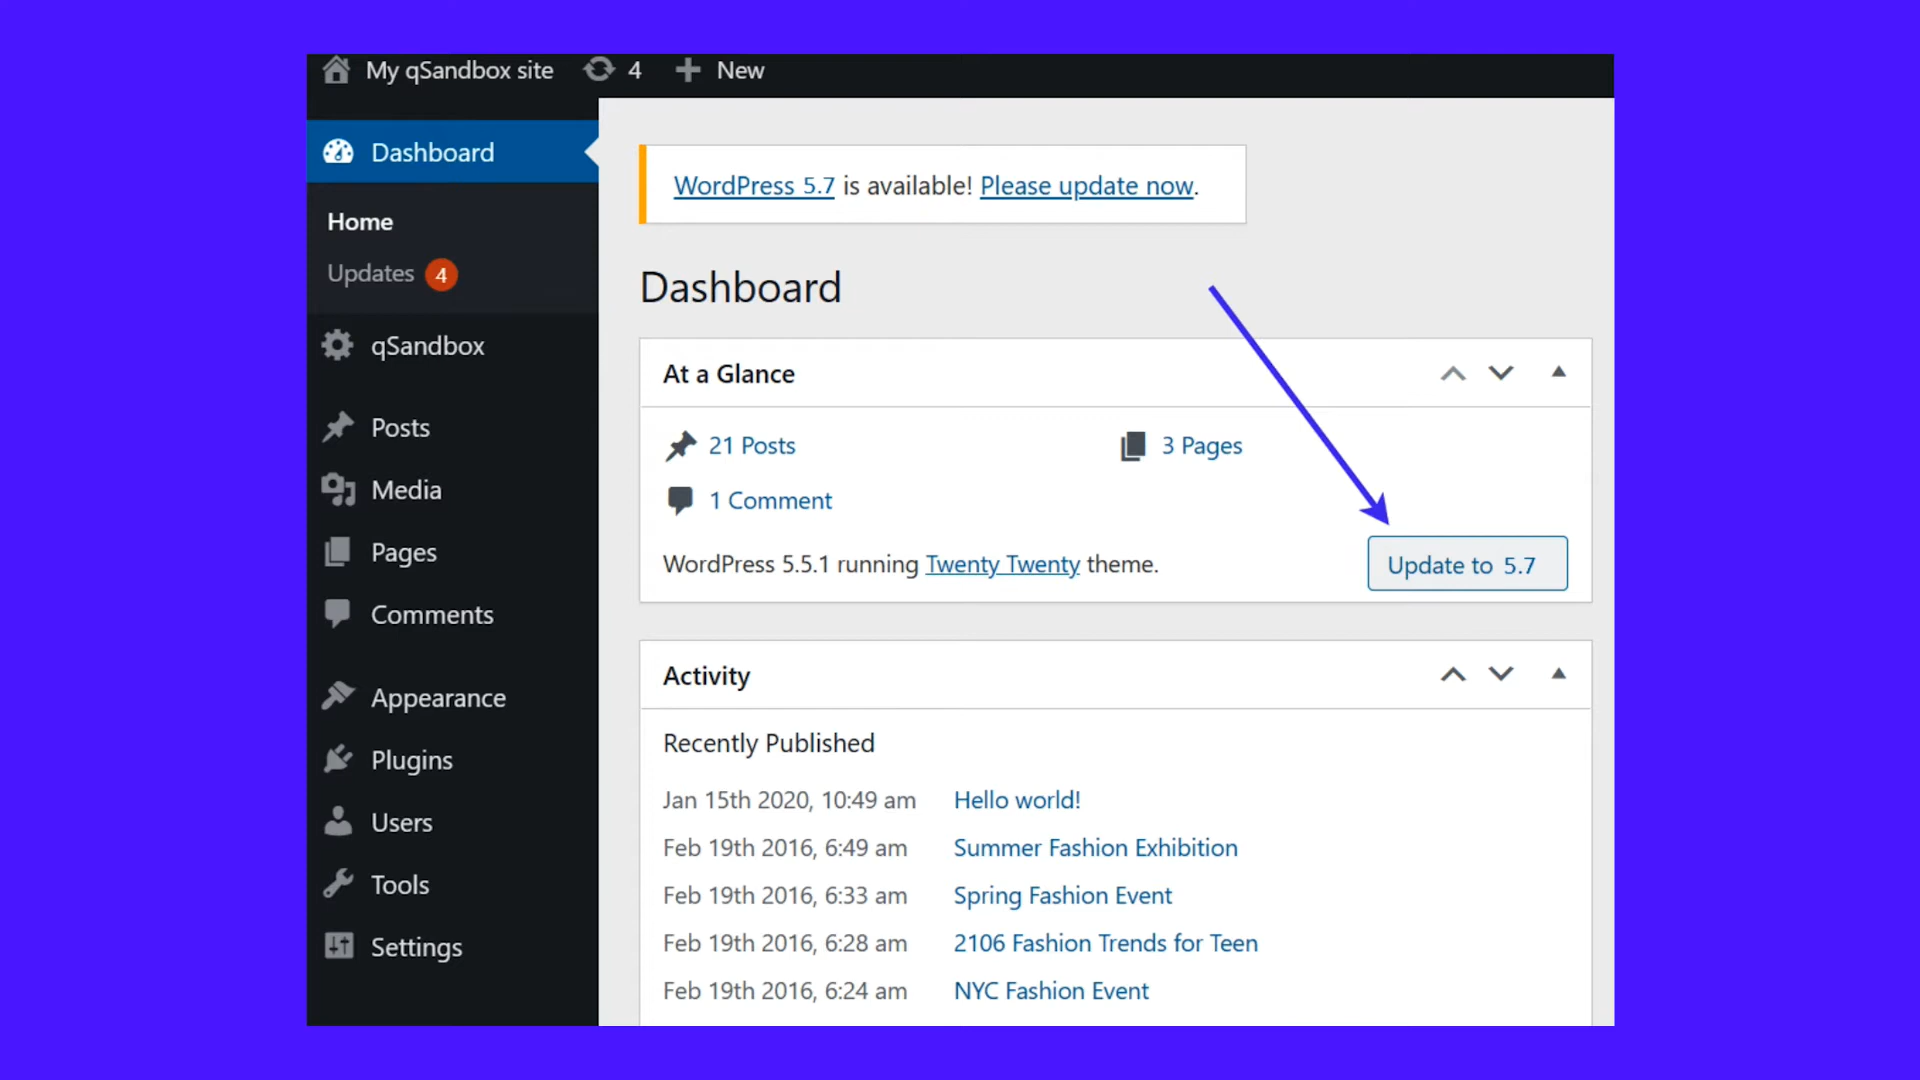 My qSandbox site 4 New
Dashboard
Home
Updates 4
qSandbox
Posts
Media
Pages
Comments
Appearance
Plugins
Users
Tools
Settings
WordPress 5.7 is available! Please update now.
Dashboard
At a Glance
21 Posts 3 Pages
1 Comment
WordPress 5.5.1 running Twenty Twenty theme. Update to 5.7
Activity
Recently Published
Jan 15th 2020, 10:49 am Hello world!
Feb 19th 2016, 6:49 am Summer Fashion Exhibition
Feb 19th 2016, 6:33 am Spring Fashion Event
Feb 19th 2016, 6:28 am 2106 Fashion Trends for Teen
Feb 19th 2016, 6:24 am NYC Fashion Event